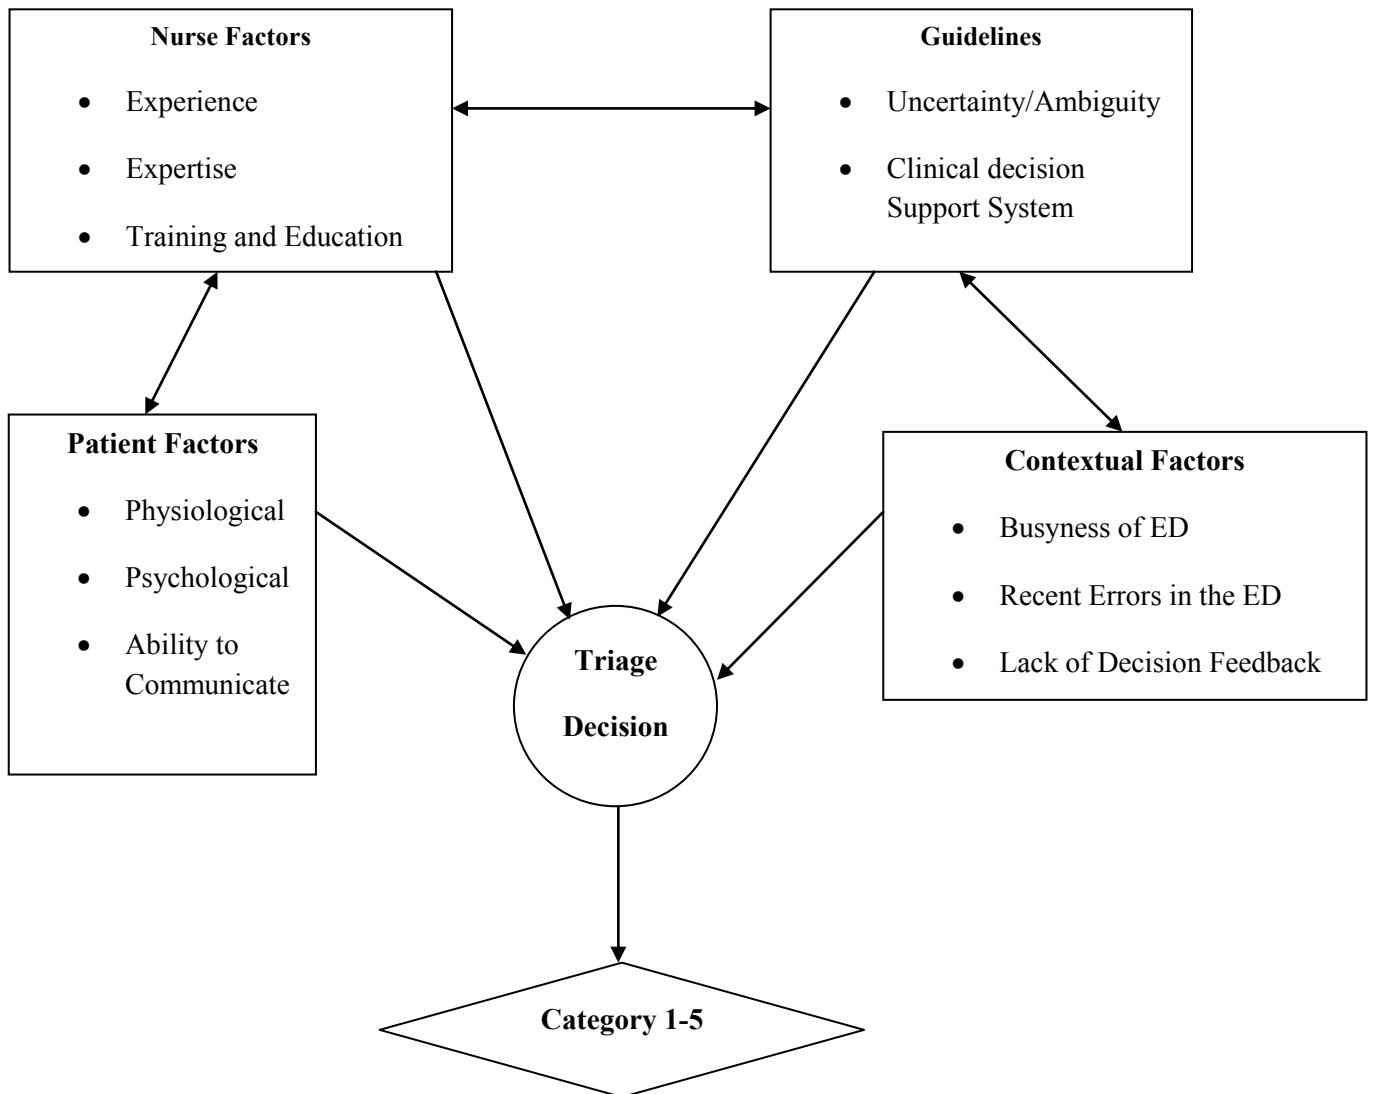 Nurse Factors
• Experience
• Expertise
• Training and Education
Guidelines
• Uncertainty/Ambiguity
• Clinical decision
Support System
Patient Factors
• Physiological
• Psychological
• Ability to
Communicate
Contextual Factors
• Busyness of ED
• Recent Errors in the ED
• Lack of Decision Feedback
Triage
Decision
Category 1-5